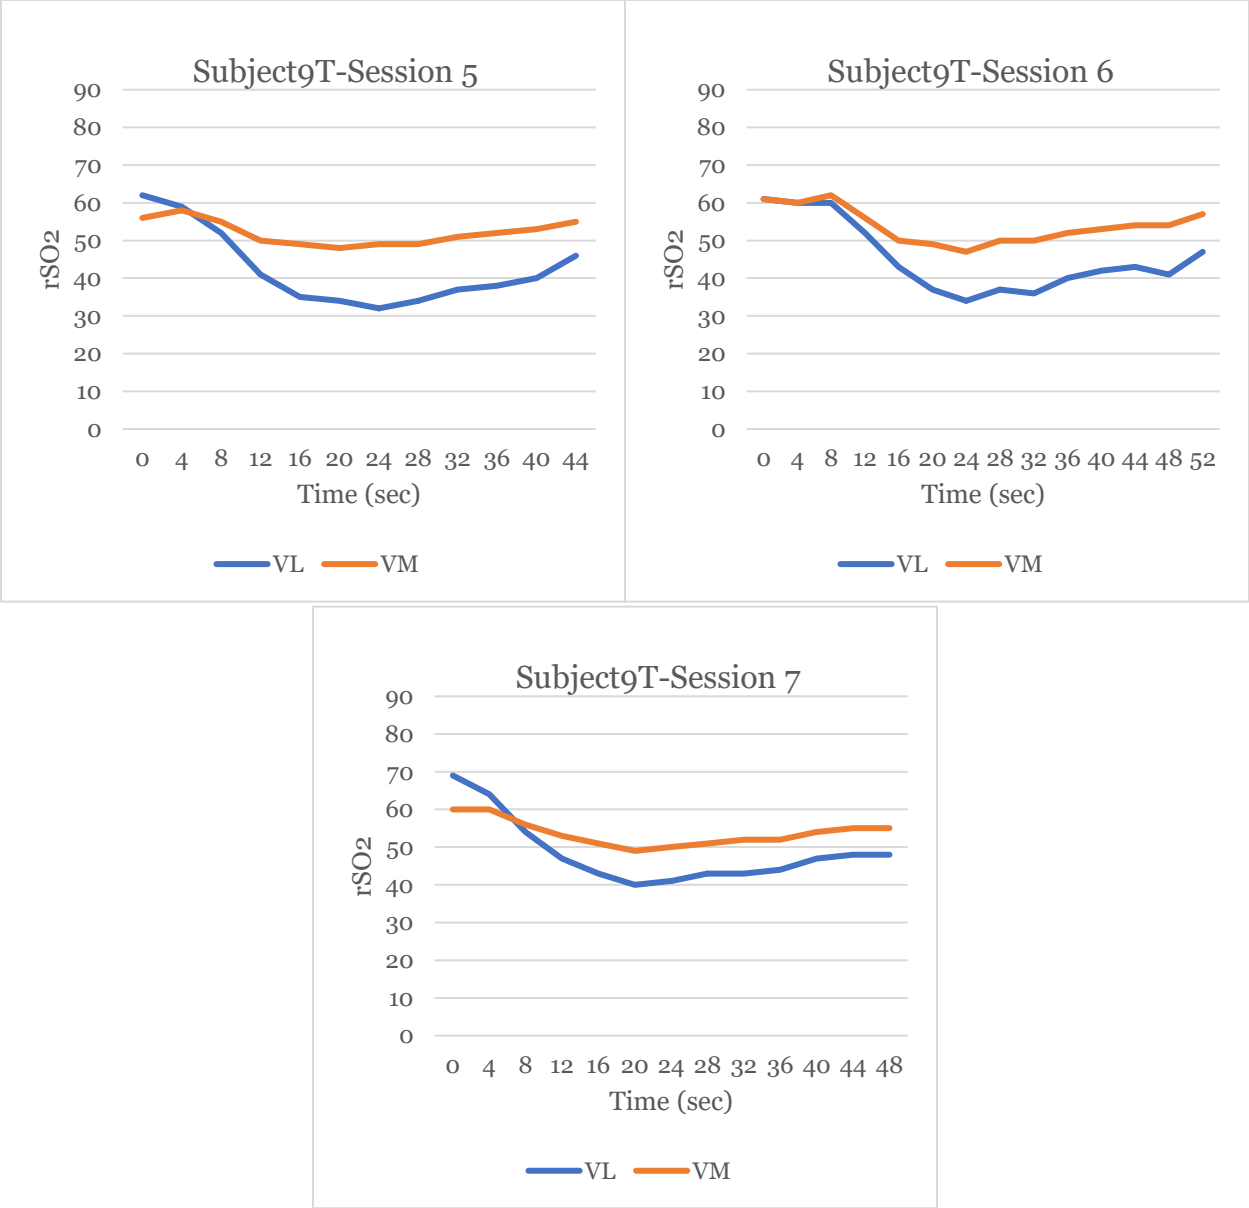 Subject9T-Session 5
90
80
70
60
50
40
30
20
10
0
rSO2
0 4 8 12 16 20 24 28 32 36 40 44
Time (sec)
VL VM
Subject9T-Session 6
90
80
70
60
50
40
30
20
10
0
rSO2
0 4 8 12 16 20 24 28 32 36 40 44 48 52
Time (sec)
VL VM
Subject9T-Session 7
90
80
70
60
50
40
30
20
10
0
rSO2
0 4 8 12 16 20 24 28 32 36 40 44 48
Time (sec)
VL VM